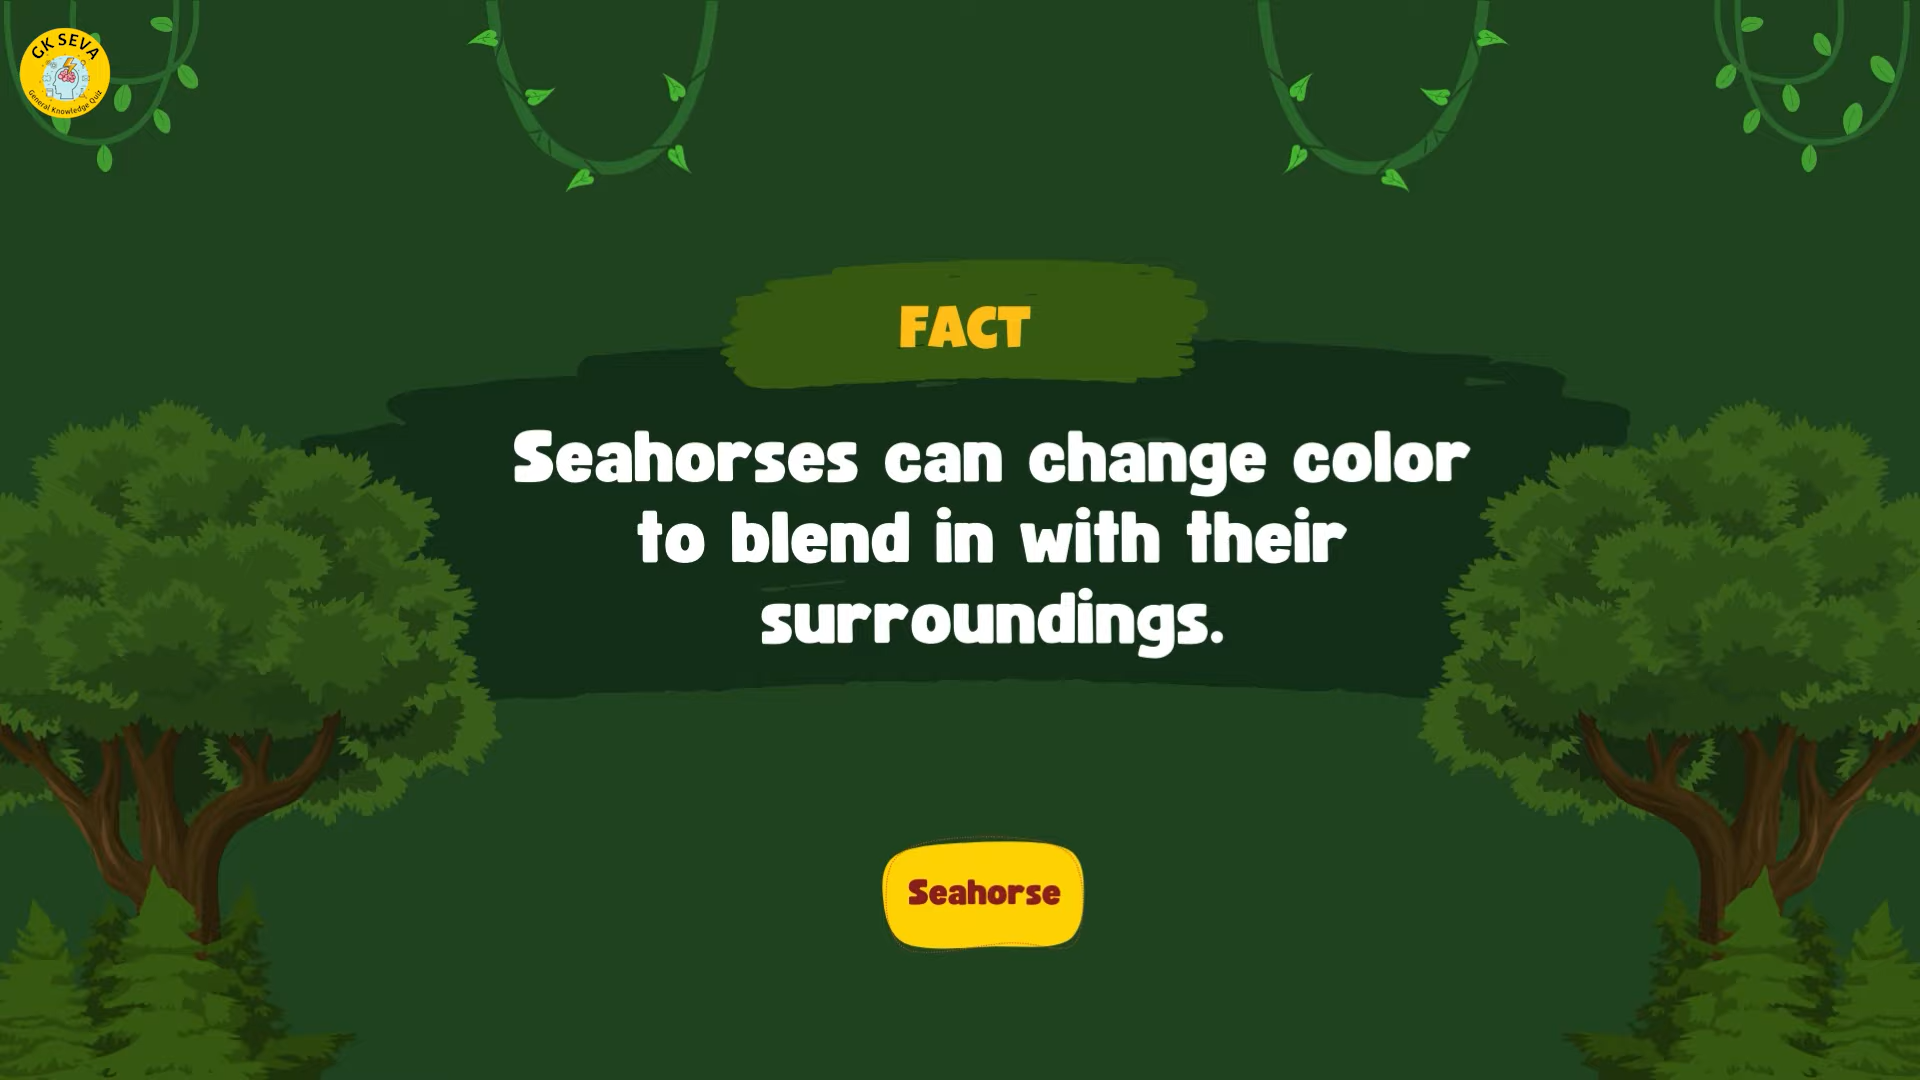 GK SEVA
General Knowledge Quiz
FACT
Seahorses can change color
to blend in with their
surroundings.
Seahorse